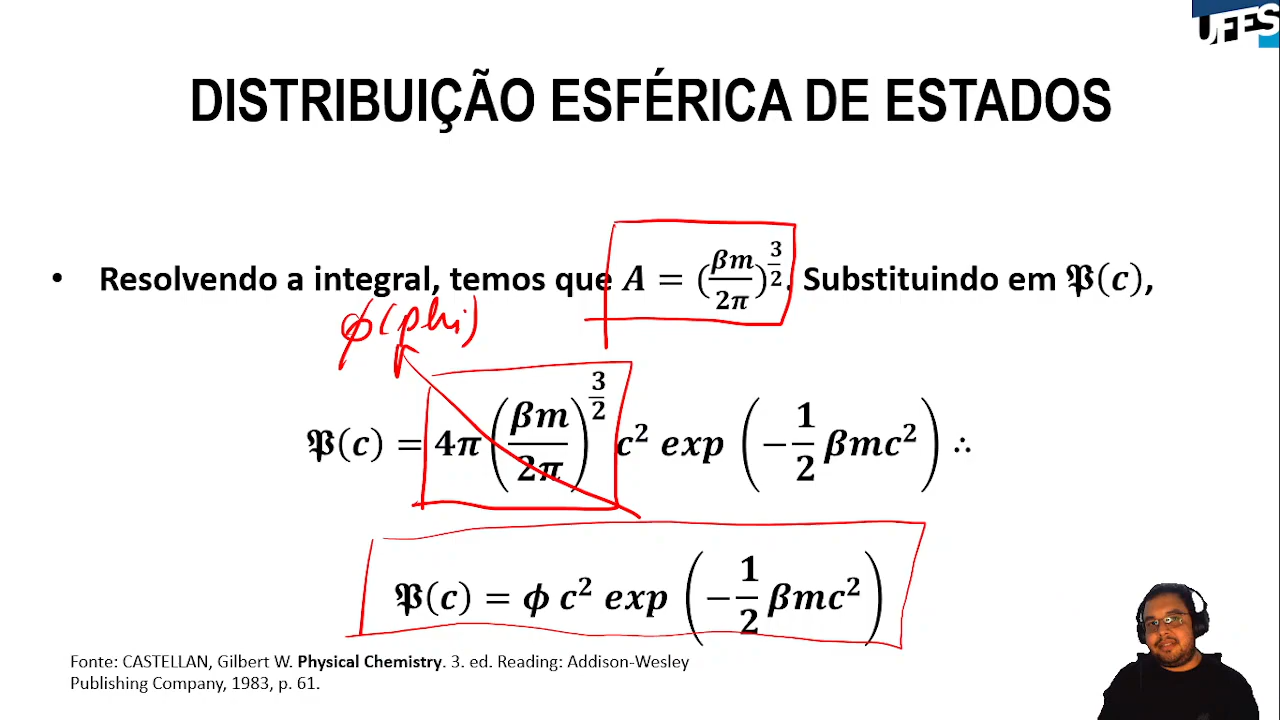 UFES
DISTRIBUIÇÃO ESFÉRICA DE ESTADOS
• Resolvendo a integral, temos que A = (βm/2π)^(3/2). Substituindo em 𝔓(c),
ϕ(phi)
𝔓(c) = 4π (βm/2π)^(3/2) c² exp (−1/2 βmc²) ∴
𝔓(c) = ϕ c² exp (−1/2 βmc²)
Fonte: CASTELLAN, Gilbert W. Physical Chemistry. 3. ed. Reading: Addison-Wesley
Publishing Company, 1983, p. 61.